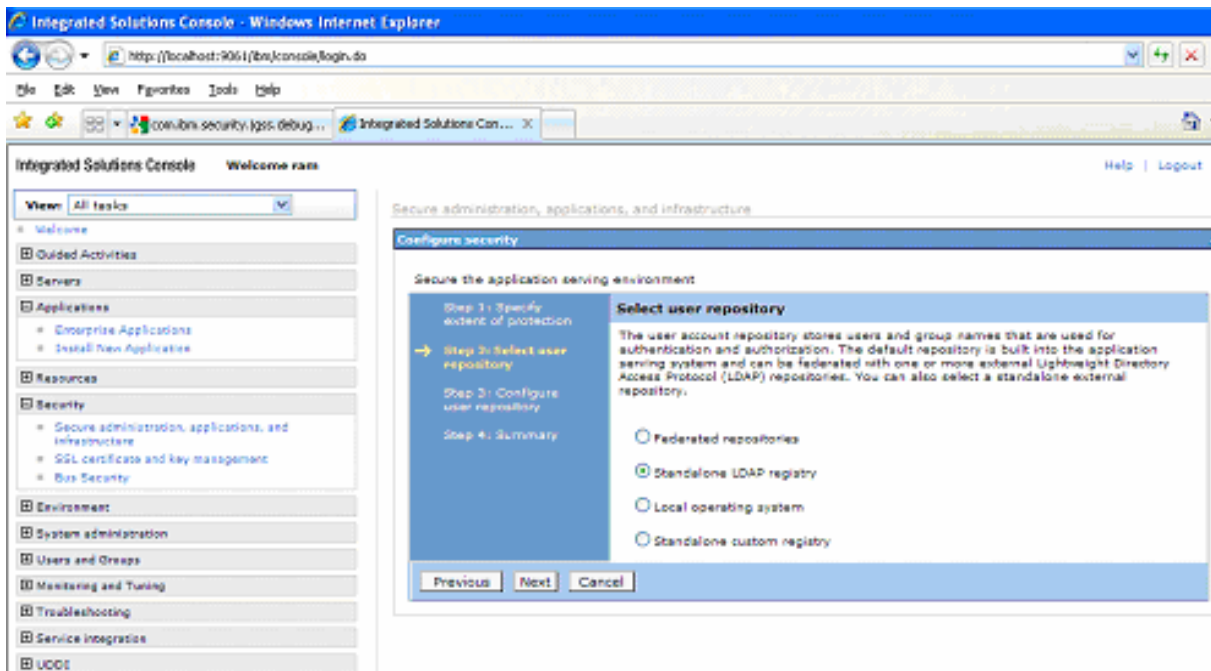 Integrated Solutions Console - Windows Internet Explorer
http://localhost:9061/ibm/console/login.do
File Edit View Favorites Tools Help
com.ibm.security.jgss.debug... Integrated Solutions Con... X
Integrated Solutions Console Welcome ram Help | Logout
View: All tasks
Welcome
Guided Activities
Servers
Applications
Enterprise Applications
Install New Application
Resources
Security
Secure administration, applications, and
infrastructure
SSL certificate and key management
Bus Security
Environment
System administration
Users and Groups
Monitoring and Tuning
Troubleshooting
Service integration
UDDI
Secure administration, applications, and infrastructure
Configure security
Secure the application serving environment
Step 1: Specify
extent of protection
Step 2: Select user
repository
Step 3: Configure
user repository
Step 4: Summary
Select user repository
The user account repository stores users and group names that are used for
authentication and authorization. The default repository is built into the application
serving system and can be federated with one or more external Lightweight Directory
Access Protocol (LDAP) repositories. You can also select a standalone external
repository.
Federated repositories
Standalone LDAP registry
Local operating system
Standalone custom registry
Previous Next Cancel